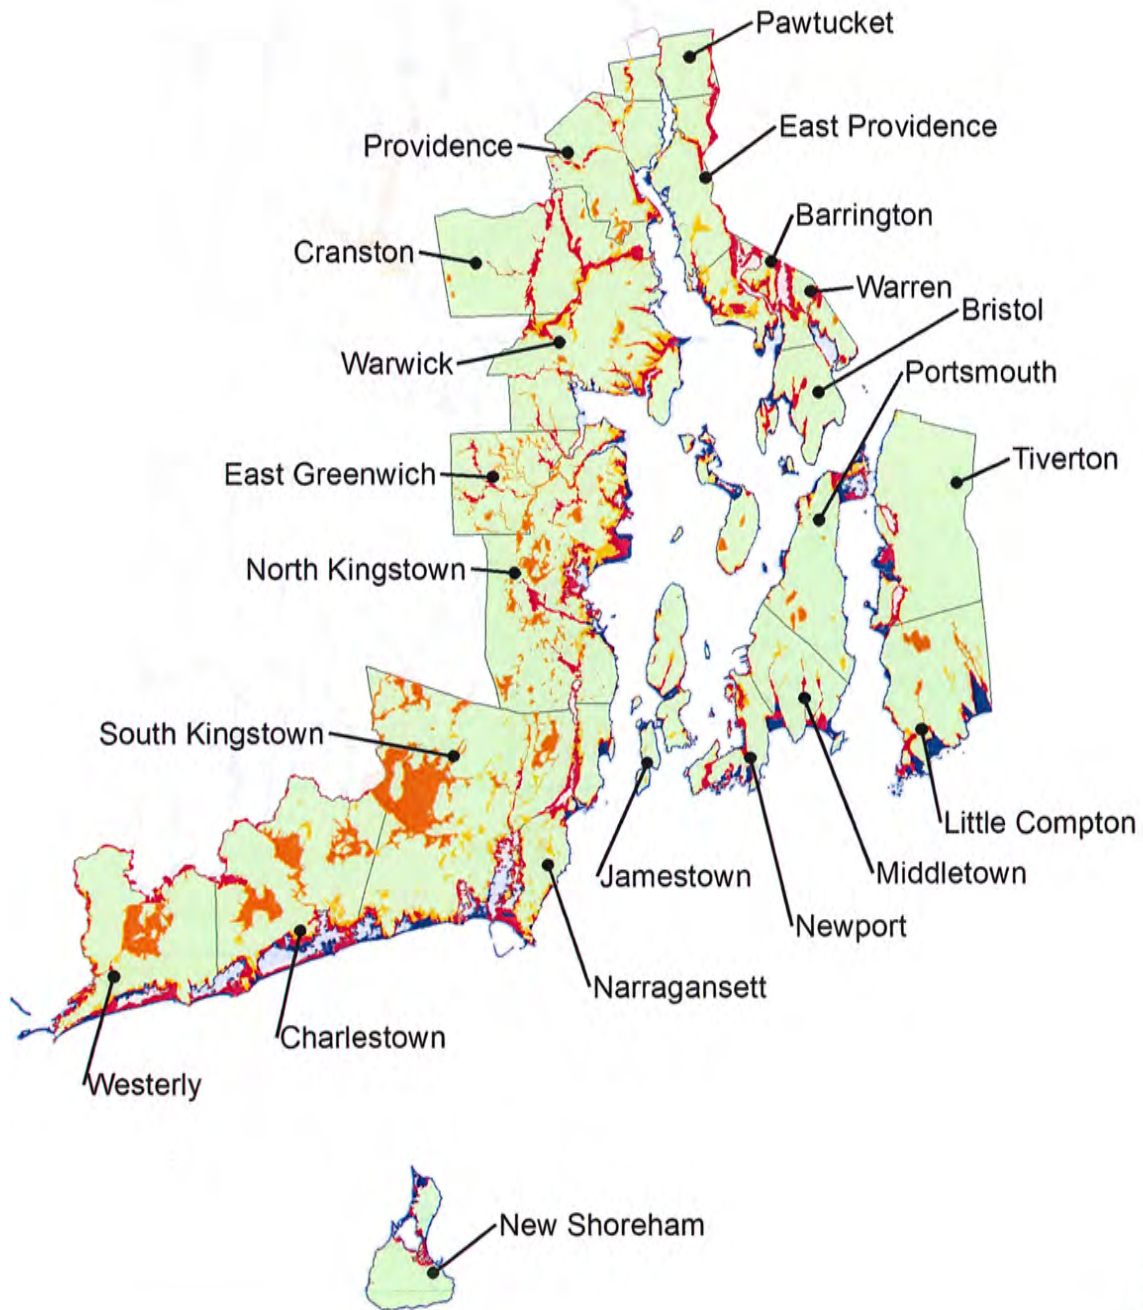 Pawtucket
East Providence
Providence
Barrington
Cranston
Warren
Bristol
Warwick
Portsmouth
Tiverton
East Greenwich
North Kingstown
South Kingstown
Little Compton
Jamestown
Middletown
Newport
Narragansett
Charlestown
Westerly
New Shoreham